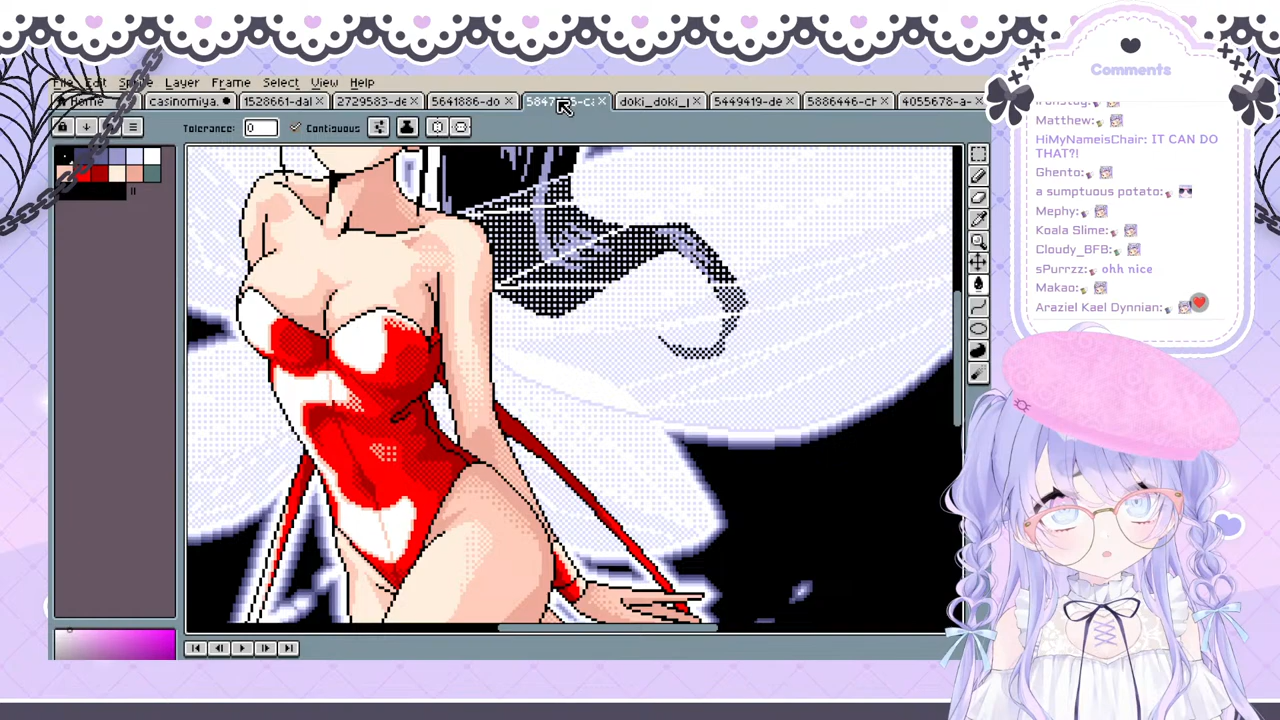 Comments
Matthew:
HiMyNameisChair: IT CAN DO
THAT?!
Ghento:
a sumptuous potato:
Mephy:
Koala Slime:
Cloudy_BFB:
sPurrzz: ohh nice
Makao:
Araziel Kael Dynnian:
File Edit Sprite Layer Frame Select View Help
Home casinomiya. 1528661-dal 2729583-de 5641886-do doki_doki_l 5449419-de 5886446-ch 4055678-a-
Tolerance: 0 Contiguous